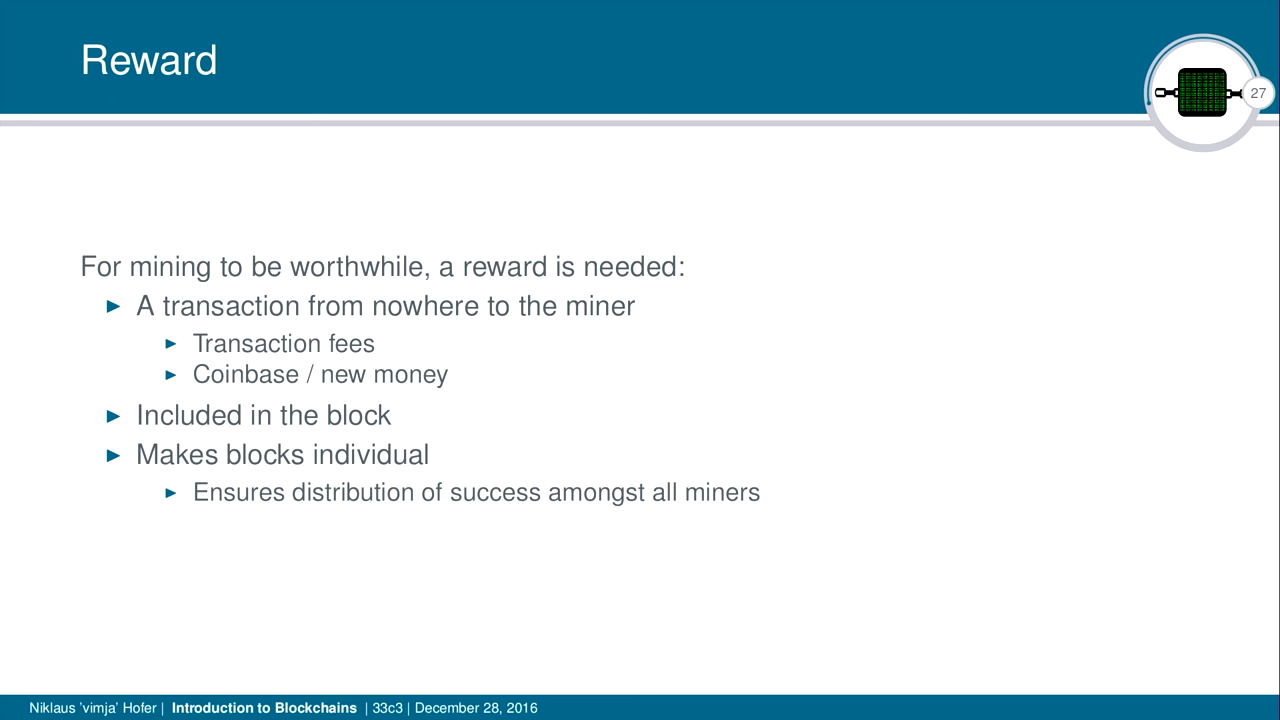 Reward
27
For mining to be worthwhile, a reward is needed:
► A transaction from nowhere to the miner
► Transaction fees
► Coinbase / new money
► Included in the block
► Makes blocks individual
► Ensures distribution of success amongst all miners
Niklaus 'vimja' Hofer | Introduction to Blockchains | 33c3 | December 28, 2016